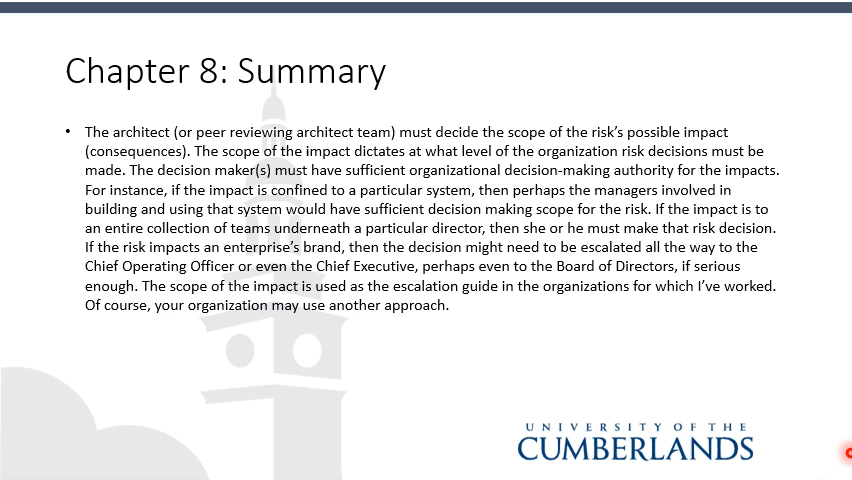 Chapter 8: Summary
• The architect (or peer reviewing architect team) must decide the scope of the risk's possible impact
(consequences). The scope of the impact dictates at what level of the organization risk decisions must be
made. The decision maker(s) must have sufficient organizational decision-making authority for the impacts.
For instance, if the impact is confined to a particular system, then perhaps the managers involved in
building and using that system would have sufficient decision making scope for the risk. If the impact is to
an entire collection of teams underneath a particular director, then she or he must make that risk decision.
If the risk impacts an enterprise's brand, then the decision might need to be escalated all the way to the
Chief Operating Officer or even the Chief Executive, perhaps even to the Board of Directors, if serious
enough. The scope of the impact is used as the escalation guide in the organizations for which I've worked.
Of course, your organization may use another approach.
UNIVERSITY OF THE
CUMBERLANDS